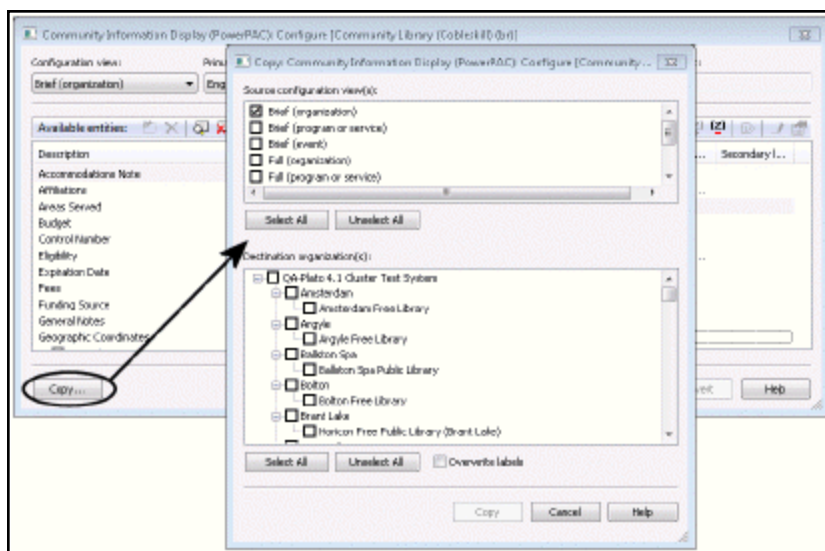 Community Information Display (PowerPAC): Configure [Community Library (Cobleskill) (br)]
Configuration view:
Brief (organization)
Eng
Available entities:
Description
Accommodations Note
Affiliations
Areas Served
Budget
Control Number
Eligibility
Expiration Date
Fees
Funding Source
General Notes
Geographic Coordinates
Copy...
Copy: Community Information Display (PowerPAC): Configure [Community ...
Source configuration view(s):
Brief (organization)
Brief (program or service)
Brief (event)
Full (organization)
Full (program or service)
Select All
Unselect All
Destination organization(s):
QA-Plato 4.1 Cluster Test System
Amsterdam
Amsterdam Free Library
Argyle
Argyle Free Library
Ballston Spa
Ballston Spa Public Library
Bolton
Bolton Free Library
Brant Lake
Horicon Free Public Library (Brant Lake)
Select All
Unselect All
Overwrite labels
Copy
Cancel
Help
Secondary l...
Help